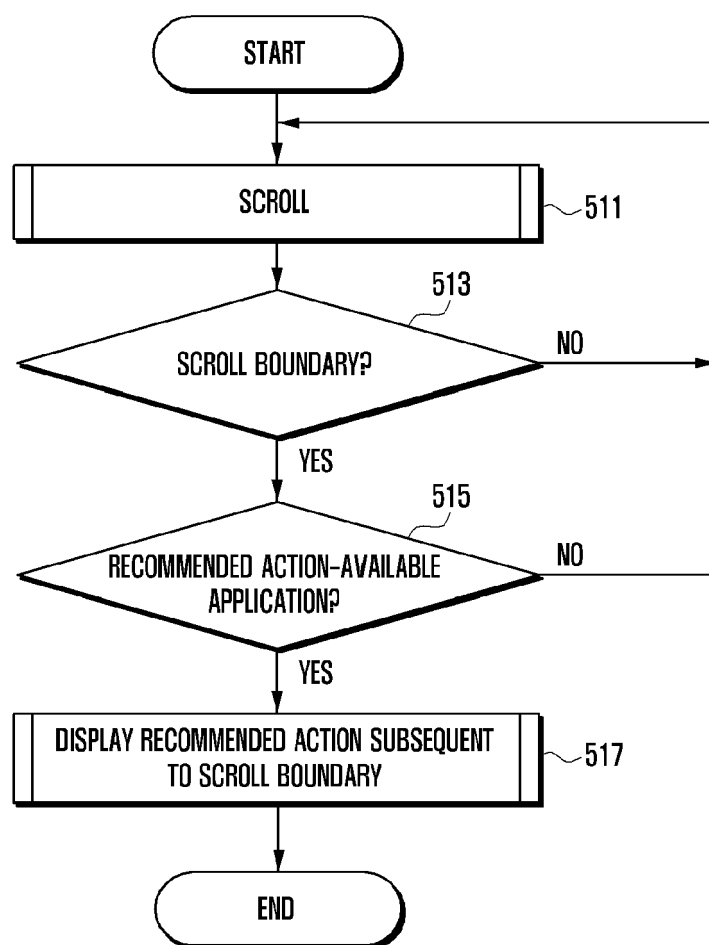 START
SCROLL
511
513
SCROLL BOUNDARY?
NO
YES
515
RECOMMENDED ACTION-AVAILABLE
APPLICATION?
NO
YES
DISPLAY RECOMMENDED ACTION SUBSEQUENT
TO SCROLL BOUNDARY
517
END